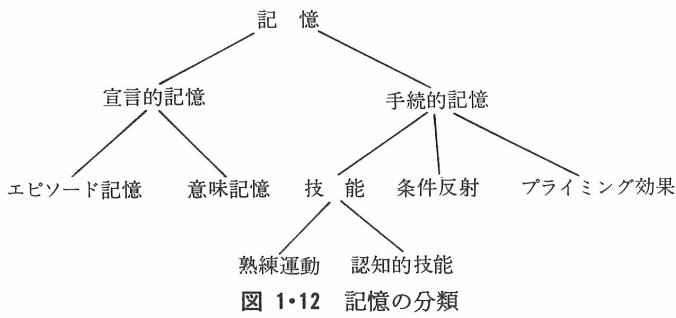 記 憶
宣言的記憶 手続的記憶
エピソード記憶 意味記憶 技 能 条件反射 プライミング効果
熟練運動 認知的技能
図 1・12 記憶の分類